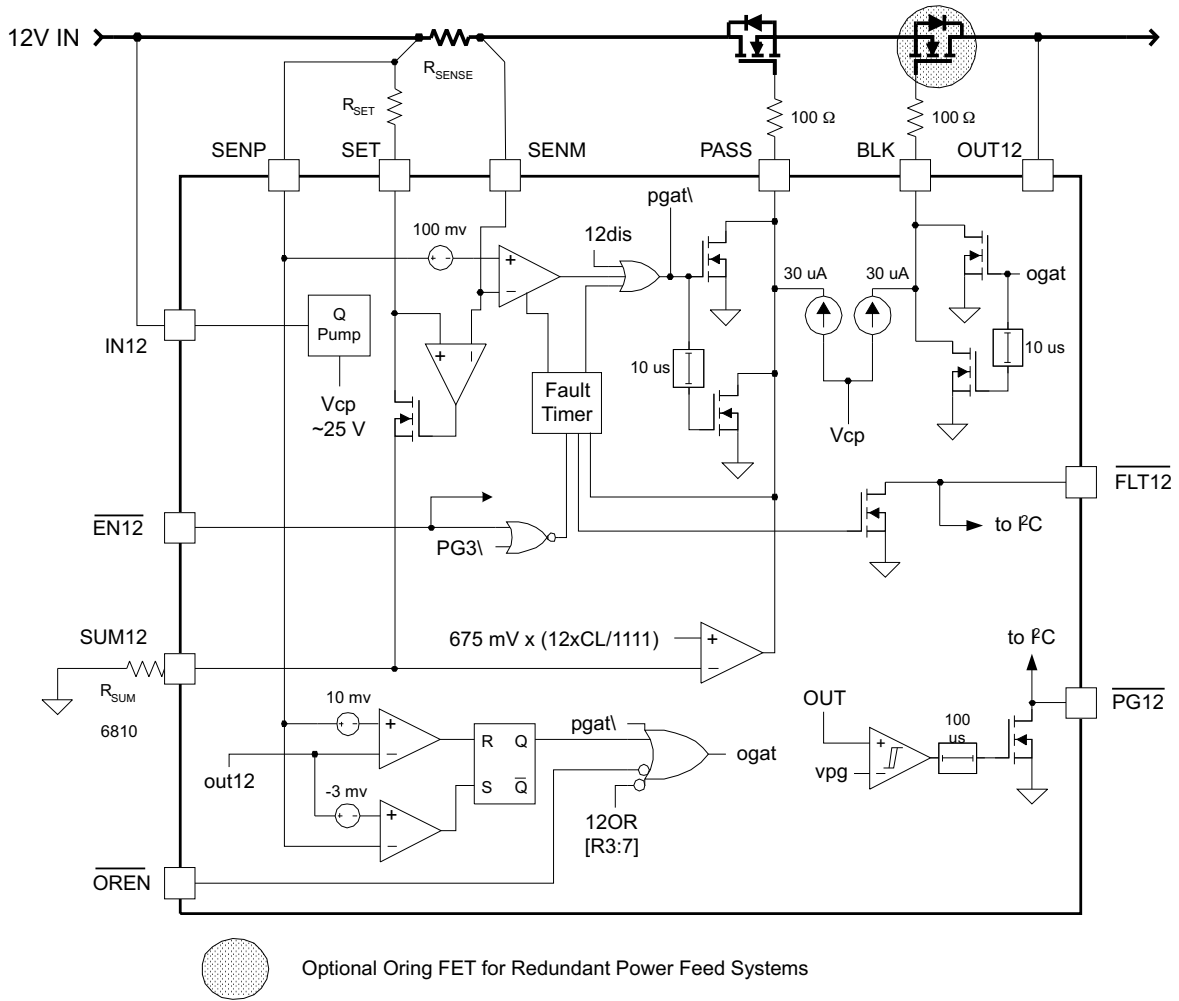 12V IN
RSENSE
RSET
100 Ω
100 Ω
SENP
SET
SENM
PASS
BLK
OUT12
pgat\
100 mv
12dis
+ -
+
−
30 uA
30 uA
ogat
Q
Pump
IN12
+
−
10 us
10 us
Vcp
~25 V
Fault
Timer
Vcp
FLT12
to I²C
EN12
PG3\
SUM12
675 mV x (12xCL/1111)
+
−
to I²C
RSUM
6810
10 mv
+ -
+
−
R
Q
pgat\
OUT
100
us
PG12
out12
ogat
+
−
vpg
-3 mv
+ -
+
−
S
Q
12OR
[R3:7]
OREN
Optional Oring FET for Redundant Power Feed Systems